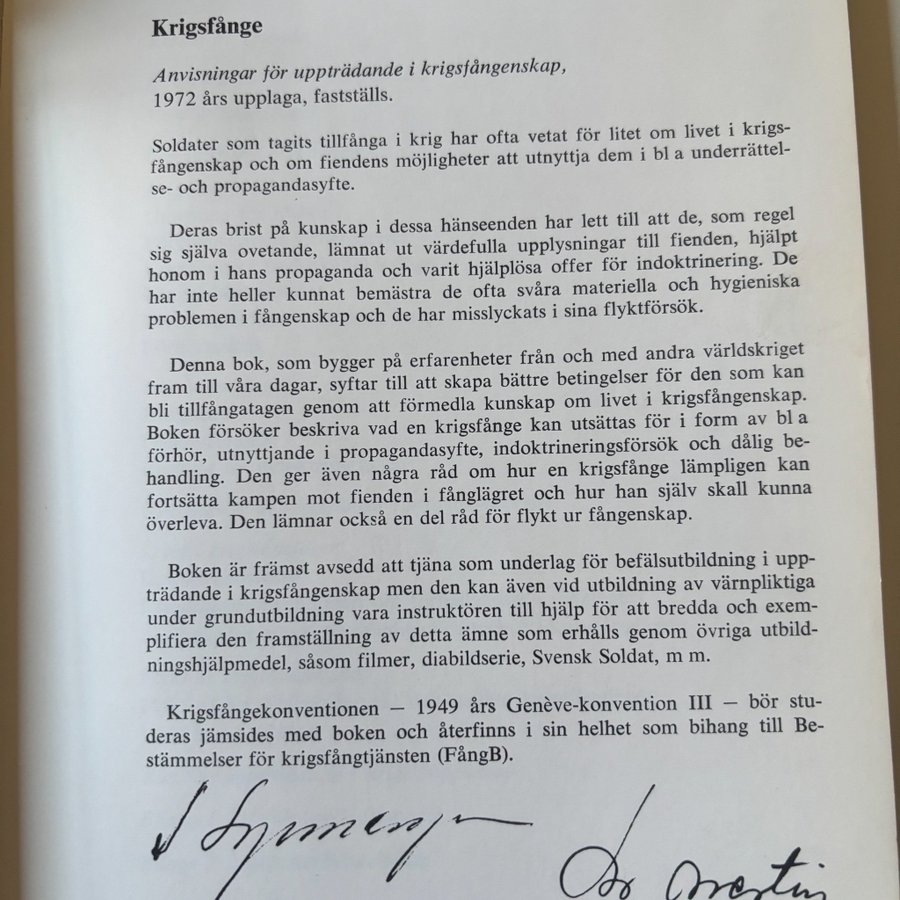 Krigsfånge
Anvisningar för uppträdande i krigsfångenskap,
1972 års upplaga, fastställs.
Soldater som tagits tillfånga i krig har ofta vetat för litet om livet i krigs-
fångenskap och om fiendens möjligheter att utnyttja dem i bl a underrättel-
se- och propagandasyfte.
Deras brist på kunskap i dessa hänseenden har lett till att de, som regel
sig själva ovetande, lämnat ut värdefulla upplysningar till fienden, hjälpt
honom i hans propaganda och varit hjälplösa offer för indoktrinering. De
har inte heller kunnat bemästra de ofta svåra materiella och hygieniska
problemen i fångenskap och de har misslyckats i sina flyktförsök.
Denna bok, som bygger på erfarenheter från och med andra världskriget
fram till våra dagar, syftar till att skapa bättre betingelser för den som kan
bli tillfångatagen genom att förmedla kunskap om livet i krigsfångenskap.
Boken försöker beskriva vad en krigsfånge kan utsättas för i form av bl a
förhör, utnyttjande i propagandasyfte, indoktrineringsförsök och dålig be-
handling. Den ger även några råd om hur en krigsfånge lämpligen kan
fortsätta kampen mot fienden i fånglägret och hur han själv skall kunna
överleva. Den lämnar också en del råd för flykt ur fångenskap.
Boken är främst avsedd att tjäna som underlag för befälsutbildning i upp-
trädande i krigsfångenskap men den kan även vid utbildning av värnpliktiga
under grundutbildning vara instruktören till hjälp för att bredda och exem-
plifiera den framställning av detta ämne som erhålls genom övriga utbild-
ningshjälpmedel, såsom filmer, diabildserie, Svensk Soldat, m m.
Krigsfångekonventionen – 1949 års Genève-konvention III – bör stu-
deras jämsides med boken och återfinns i sin helhet som bihang till Be-
stämmelser för krigsfångtjänsten (FångB).